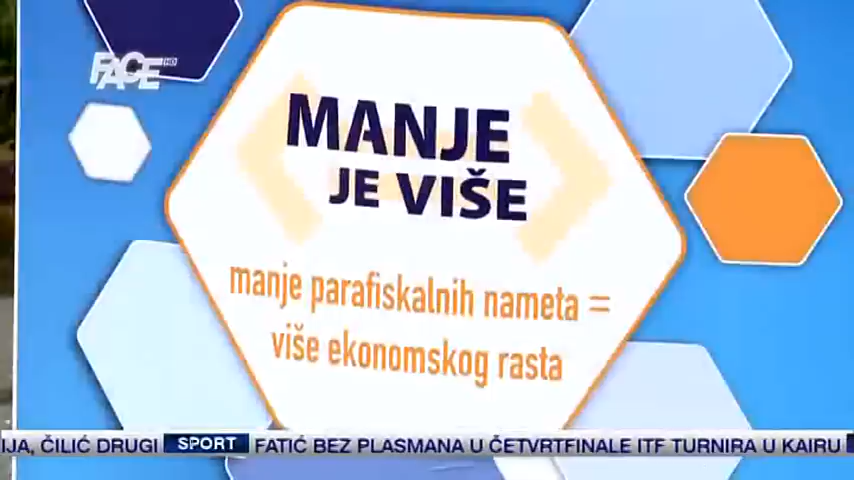 FACE HD
MANJE
JE VIŠE
manje parafiskalnih nameta =
više ekonomskog rasta
IJA, ČILIĆ DRUGI SPORT FATIĆ BEZ PLASMANA U ČETVRTFINALE ITF TURNIRA U KAIRU